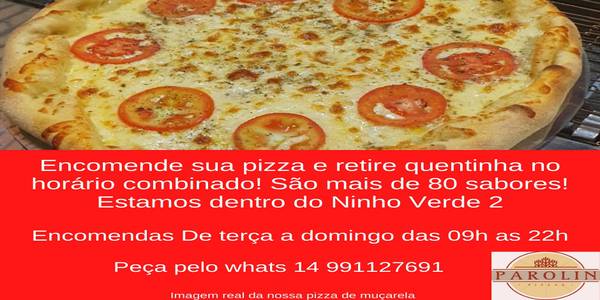 Encomende sua pizza e retire quentinha no
horário combinado! São mais de 80 sabores!
Estamos dentro do Ninho Verde 2
Encomendas De terça a domingo das 09h as 22h
Peça pelo whats 14 991127691
Imagem real da nossa pizza de muçarela
PAROLIN
PIZZAS